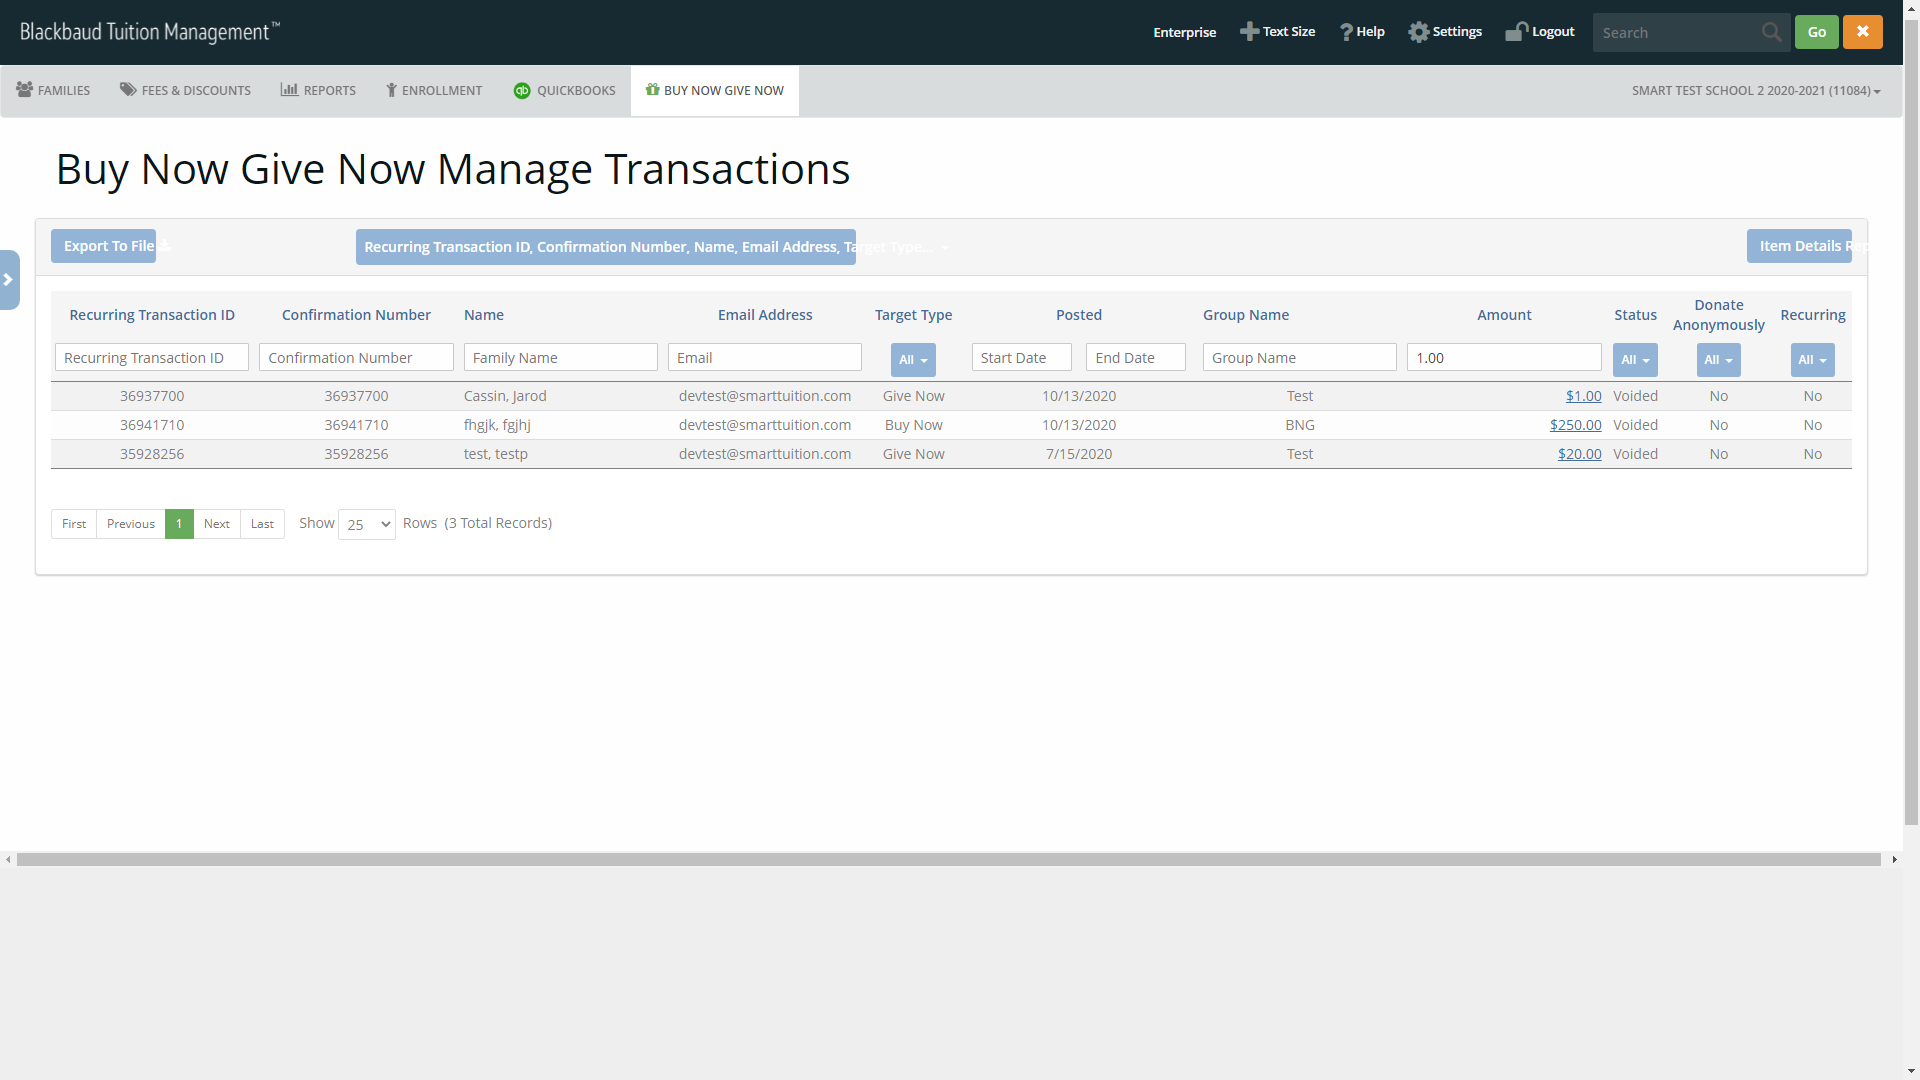 Blackbaud Tuition Management™
Enterprise Text Size Help Settings Logout Search Go
FAMILIES FEES & DISCOUNTS REPORTS ENROLLMENT qb QUICKBOOKS BUY NOW GIVE NOW SMART TEST SCHOOL 2 2020-2021 (11084)
Buy Now Give Now Manage Transactions
Export To File Recurring Transaction ID, Confirmation Number, Name, Email Address, Target Type... Item Details
Recurring Transaction ID Confirmation Number Name Email Address Target Type Posted Group Name Amount Status Donate Anonymously Recurring
Recurring Transaction ID Confirmation Number Family Name Email All Start Date End Date Group Name 1.00 All All All
36937700 36937700 Cassin, Jarod devtest@smarttuition.com Give Now 10/13/2020 Test $1.00 Voided No No
36941710 36941710 fhgjk, fgjhj devtest@smarttuition.com Buy Now 10/13/2020 BNG $250.00 Voided No No
35928256 35928256 test, testp devtest@smarttuition.com Give Now 7/15/2020 Test $20.00 Voided No No
First Previous 1 Next Last Show 25 Rows (3 Total Records)